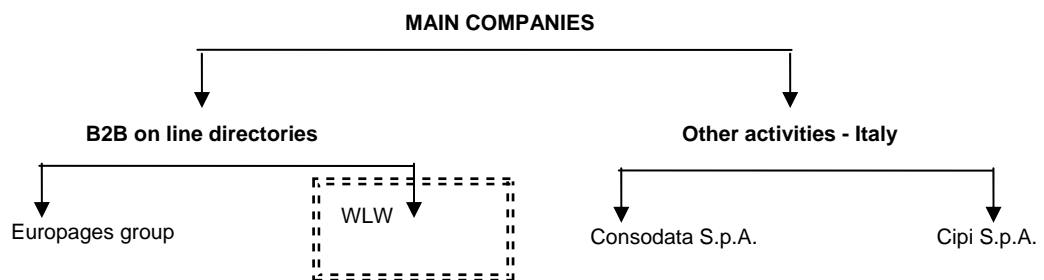 MAIN COMPANIES
B2B on line directories
Other activities - Italy
Europages group
WLW
Consodata S.p.A.
Cipi S.p.A.